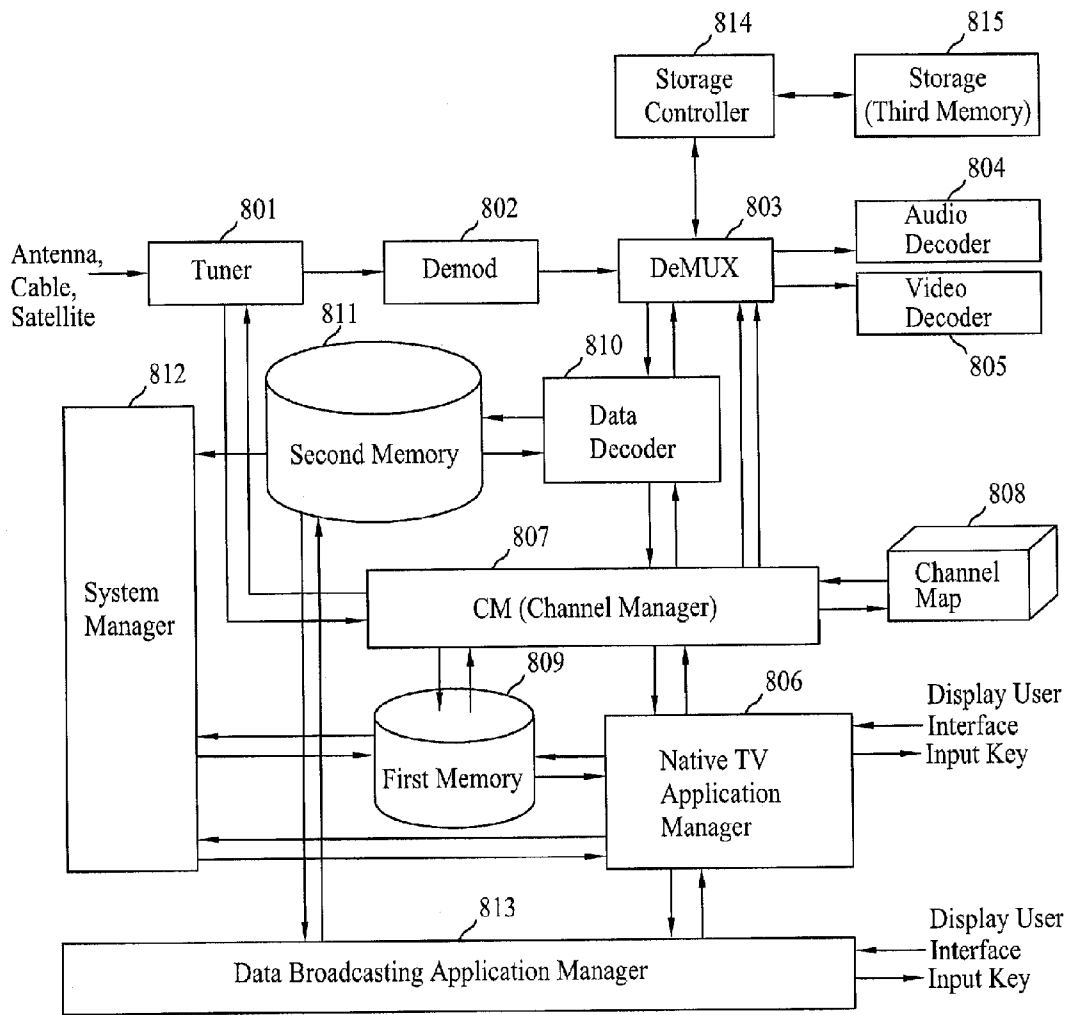 814
815
Storage
Controller
Storage
(Third Memory)
801
802
803
804
Antenna,
Cable,
Satellite
Tuner
Demod
DeMUX
Audio
Decoder
Video
Decoder
805
811
810
812
Second Memory
Data
Decoder
808
807
System
Manager
CM (Channel Manager)
Channel
Map
809
806
First Memory
Native TV
Application
Manager
Display User
Interface
Input Key
813
Data Broadcasting Application Manager
Display User
Interface
Input Key